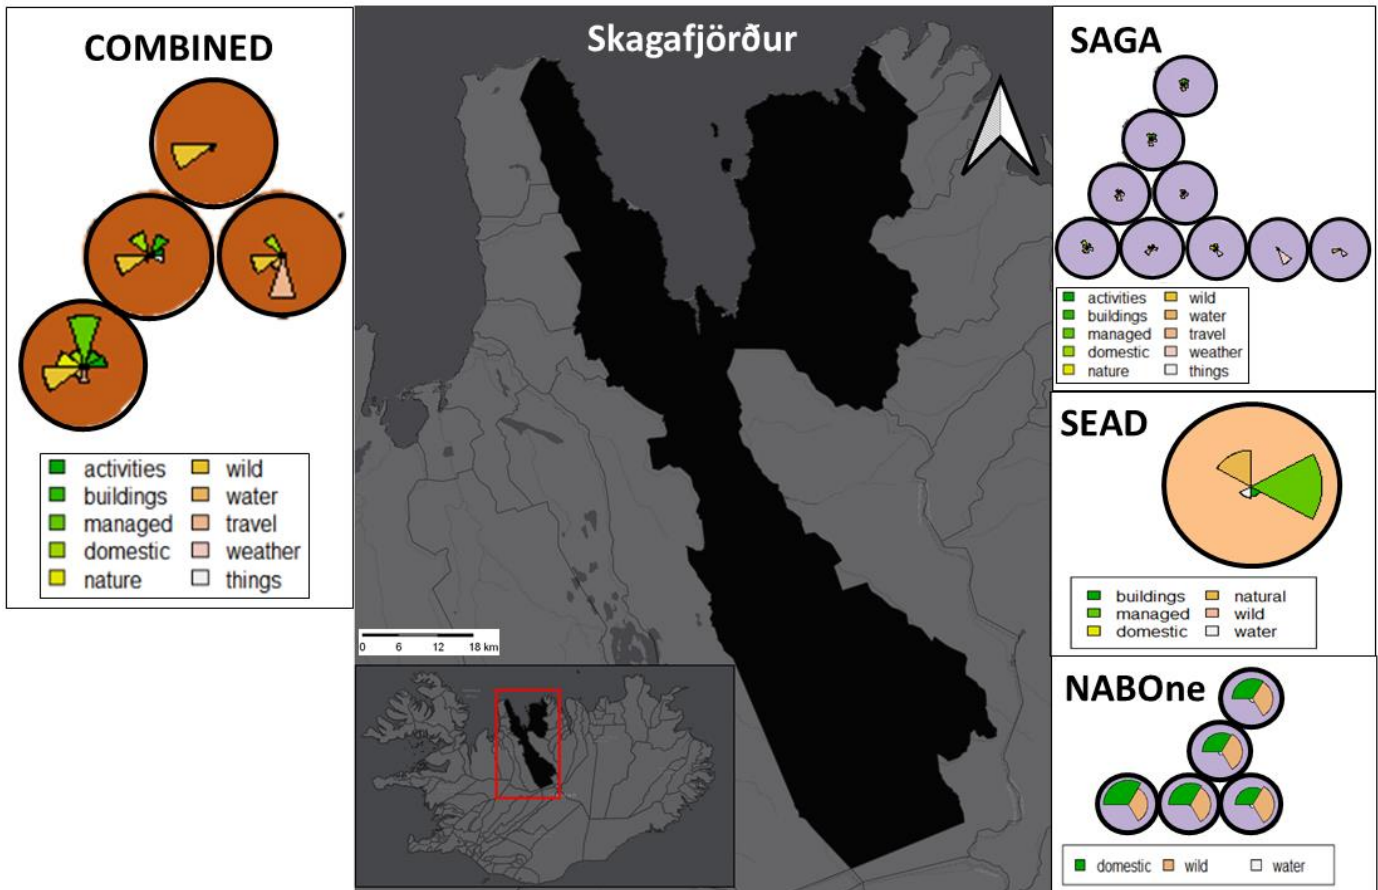 COMBINED
activities wild
buildings water
managed travel
domestic weather
nature things
Skagafjörður
0 6 12 18 km
SAGA
activities wild
buildings water
managed travel
domestic weather
nature things
SEAD
buildings natural
managed wild
domestic water
NABOne
domestic wild water